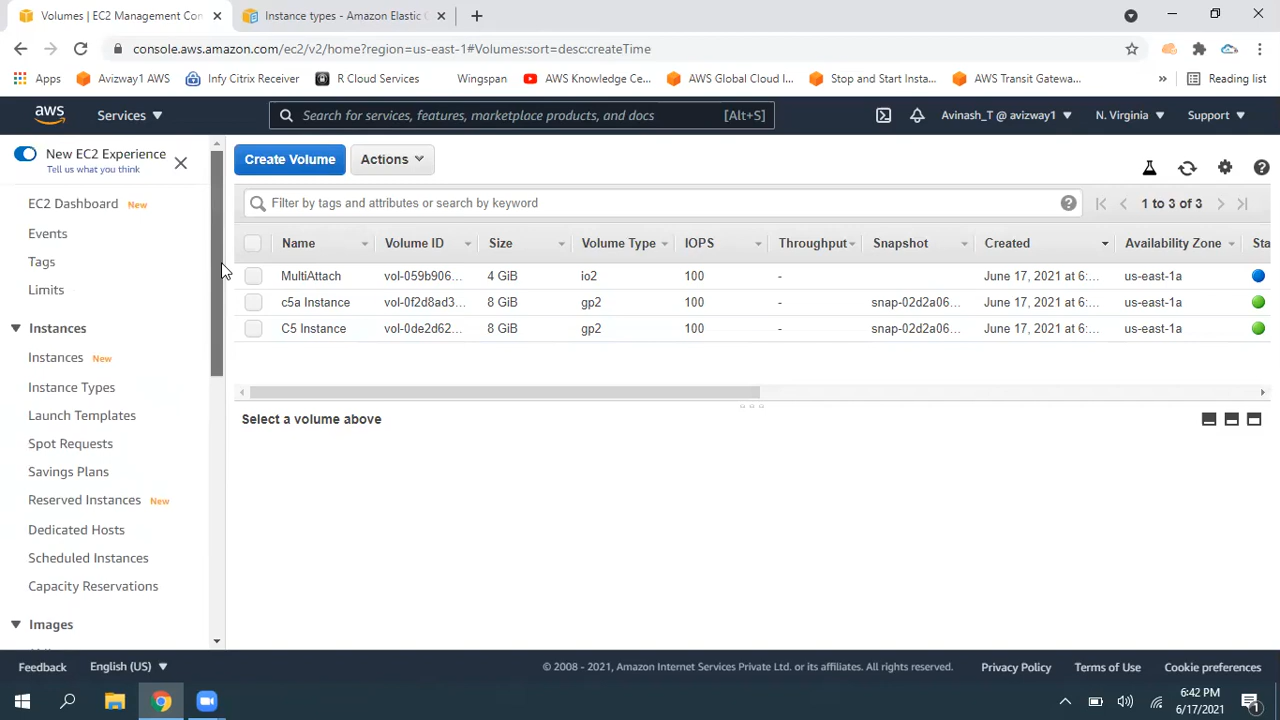 Volumes | EC2 Management Con
Instance types - Amazon Elastic C
console.aws.amazon.com/ec2/v2/home?region=us-east-1#Volumes:sort=desc:createTime
Apps
Avizway1 AWS
Infy Citrix Receiver
R Cloud Services
Wingspan
AWS Knowledge Ce...
AWS Global Cloud I...
Stop and Start Insta...
AWS Transit Gatewa...
»
Reading list
aws
Services
Search for services, features, marketplace products, and docs
[Alt+S]
Avinash_T @ avizway1
N. Virginia
Support
New EC2 Experience
Tell us what you think
EC2 Dashboard New
Events
Tags
Limits
Instances
Instances New
Instance Types
Launch Templates
Spot Requests
Savings Plans
Reserved Instances New
Dedicated Hosts
Scheduled Instances
Capacity Reservations
Images
Create Volume
Actions
Filter by tags and attributes or search by keyword
1 to 3 of 3
Name Volume ID Size Volume Type IOPS Throughput Snapshot Created Availability Zone Sta
MultiAttach vol-059b906... 4 GiB io2 100 - June 17, 2021 at 6:... us-east-1a
c5a Instance vol-0f2d8ad3... 8 GiB gp2 100 - snap-02d2a06... June 17, 2021 at 6:... us-east-1a
C5 Instance vol-0de2d62... 8 GiB gp2 100 - snap-02d2a06... June 17, 2021 at 6:... us-east-1a
Select a volume above
Feedback
English (US)
© 2008 - 2021, Amazon Internet Services Private Ltd. or its affiliates. All rights reserved.
Privacy Policy
Terms of Use
Cookie preferences
6:42 PM
6/17/2021
1